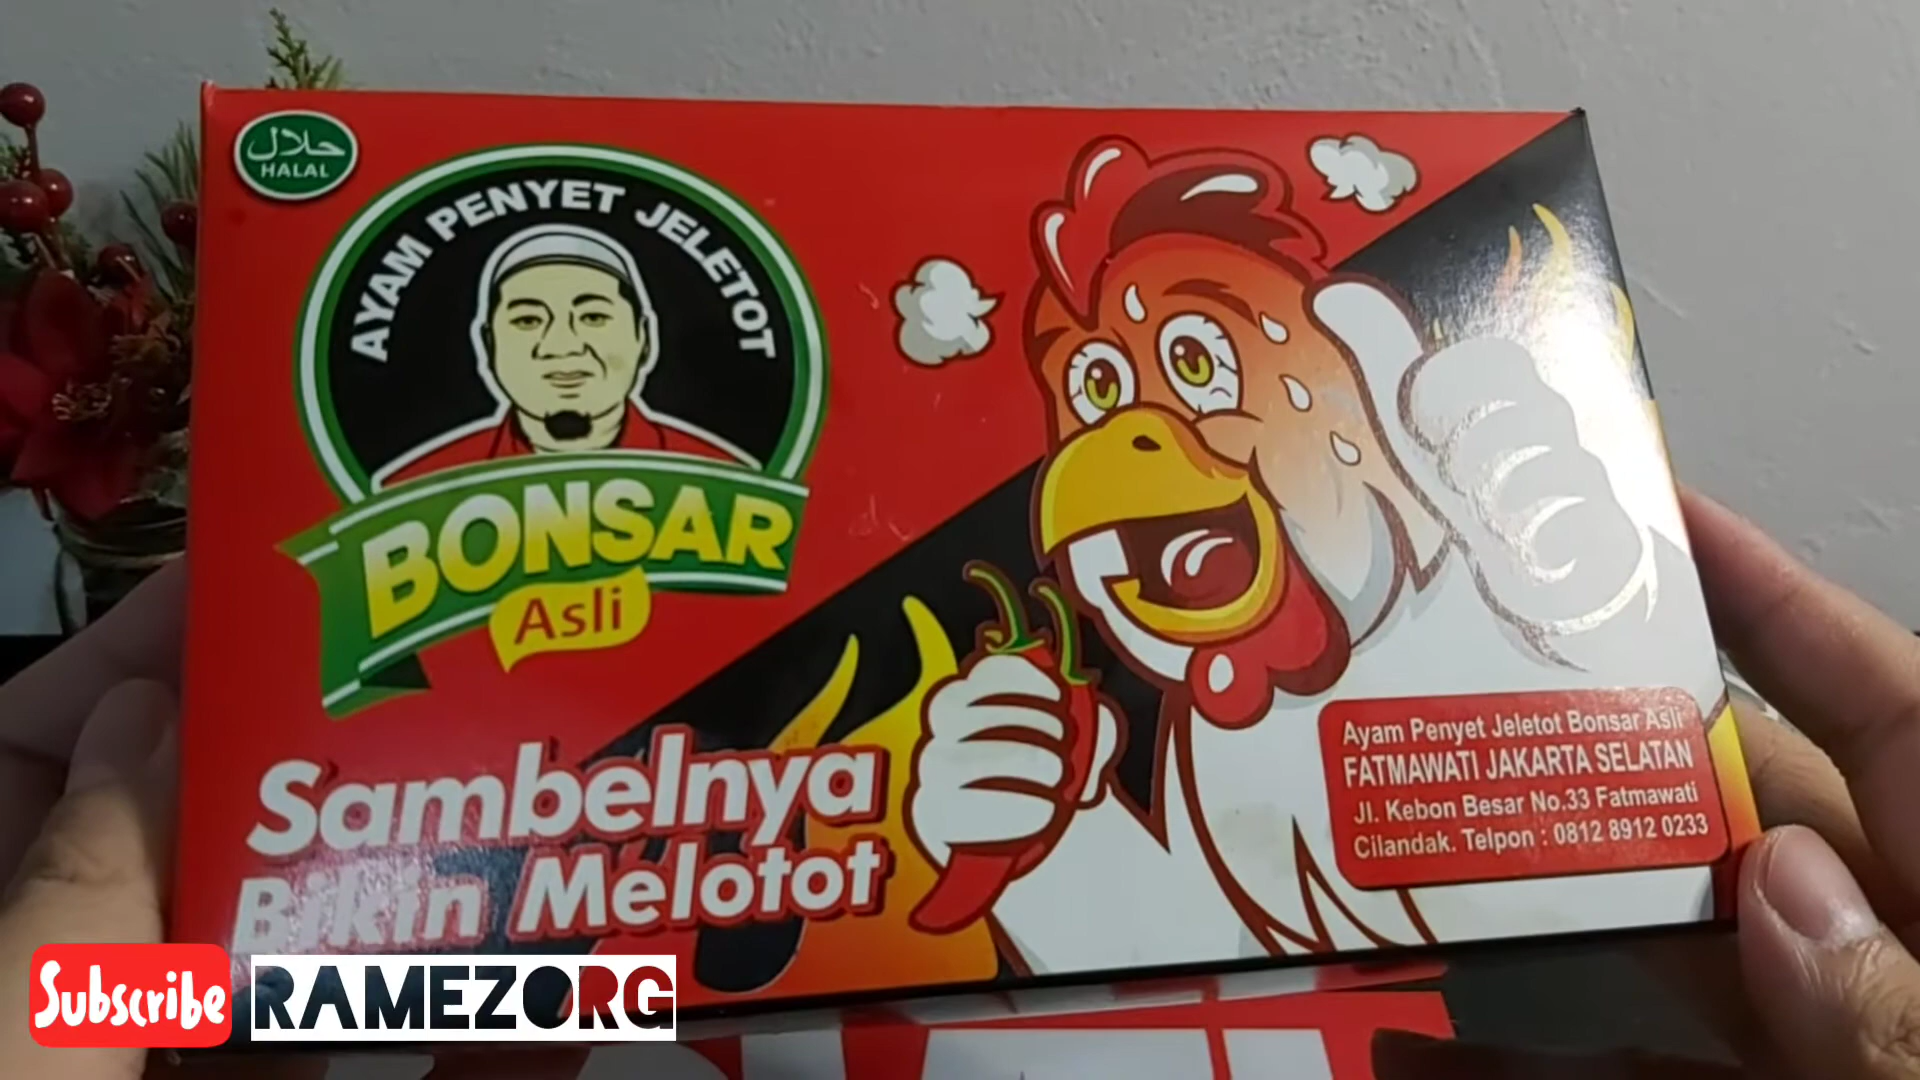 حلال
HALAL
AYAM PENYET JELETOT
BONSAR
Asli
Sambelnya
Bikin Melotot
Ayam Penyet Jeletot Bonsar Asli
FATMAWATI JAKARTA SELATAN
Jl. Kebon Besar No.33 Fatmawati
Cilandak. Telpon : 0812 8912 0233
Subscribe
RAMEZORG